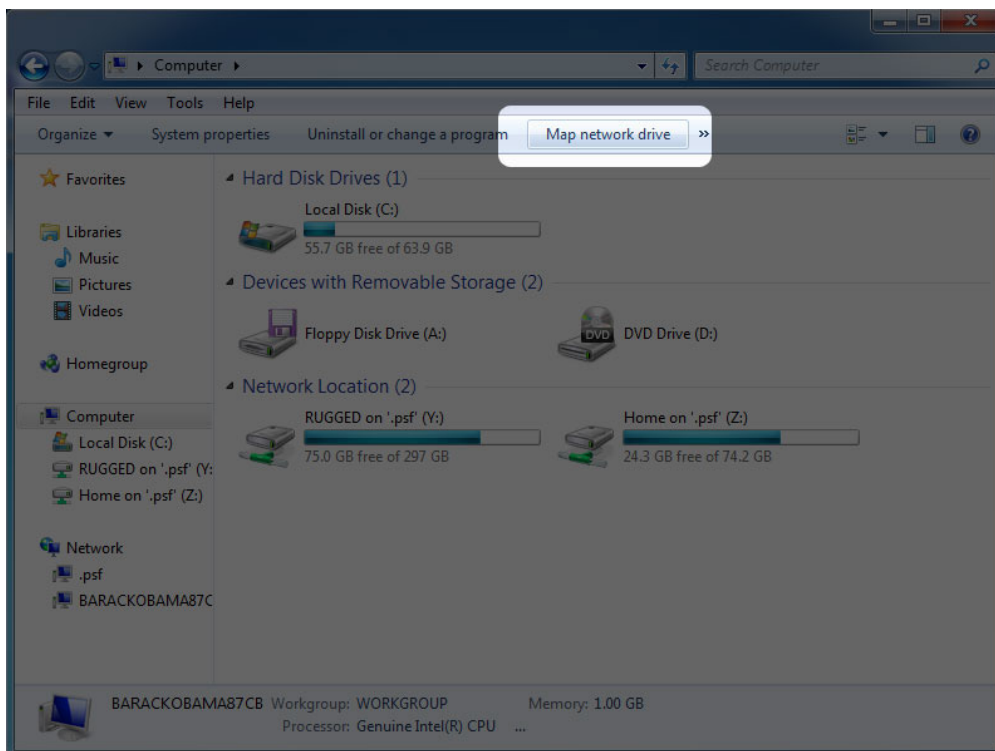 Computer
Search Computer
File Edit View Tools Help
Organize System properties Uninstall or change a program Map network drive »
Favorites
Libraries
Music
Pictures
Videos
Homegroup
Computer
Local Disk (C:)
RUGGED on '.psf' (Y:
Home on '.psf' (Z:)
Network
.psf
BARACKOBAMA87C
Hard Disk Drives (1)
Local Disk (C:)
55.7 GB free of 63.9 GB
Devices with Removable Storage (2)
Floppy Disk Drive (A:)
DVD
DVD Drive (D:)
Network Location (2)
RUGGED on '.psf' (Y:)
75.0 GB free of 297 GB
Home on '.psf' (Z:)
24.3 GB free of 74.2 GB
BARACKOBAMA87CB Workgroup: WORKGROUP Memory: 1.00 GB
Processor: Genuine Intel(R) CPU ...